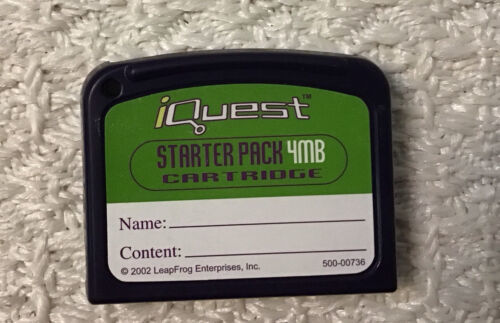 iQuest™
STARTER PACK 4MB
CARTRIDGE
Name:
Content:
© 2002 LeapFrog Enterprises, Inc. 500-00736